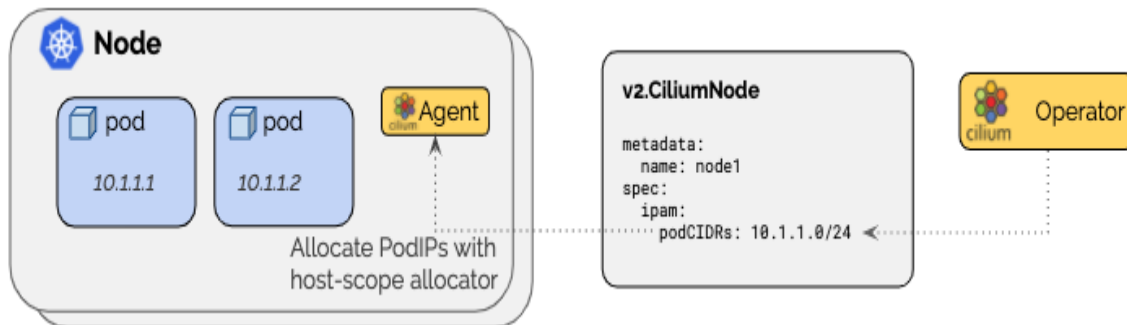 Node
pod
10.1.1.1
pod
10.1.1.2
cilium
Agent
Allocate PodIPs with
host-scope allocator
v2.CiliumNode
metadata:
  name: node1
spec:
  ipam:
    podCIDRs: 10.1.1.0/24
cilium
Operator